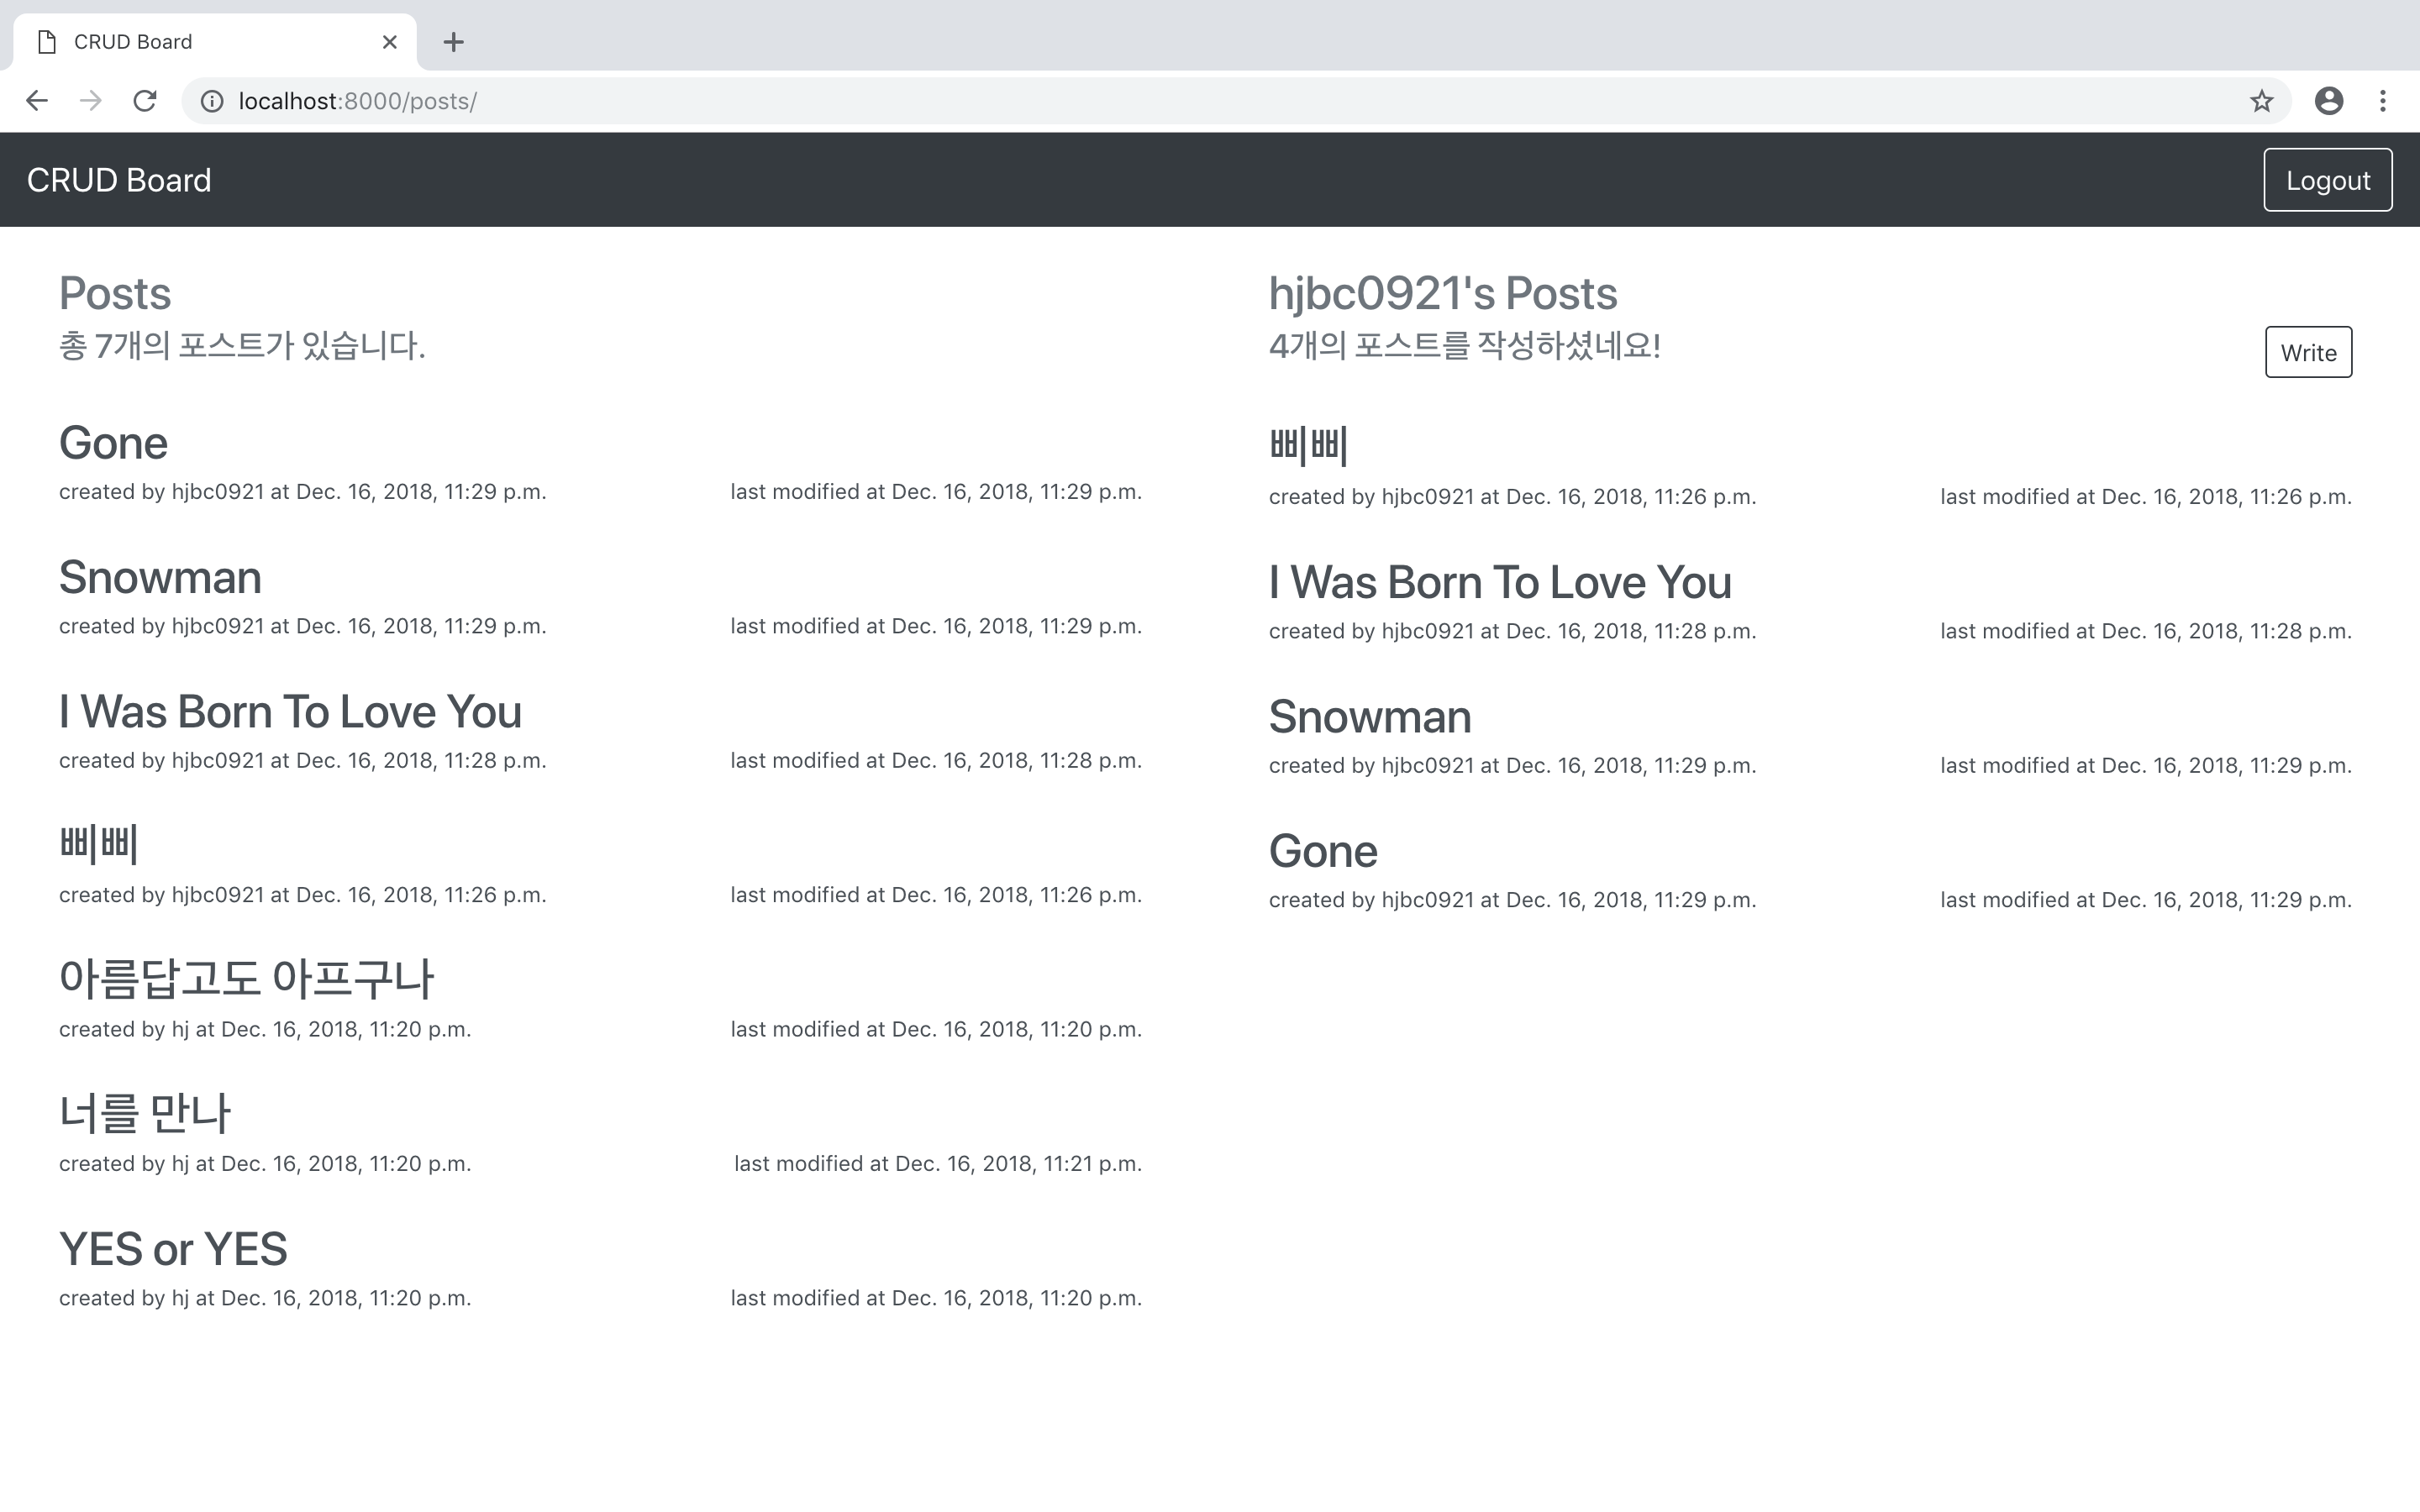 CRUD Board
localhost:8000/posts/
CRUD Board
Logout
Posts
총 7개의 포스트가 있습니다.
Gone
created by hjbc0921 at Dec. 16, 2018, 11:29 p.m.
last modified at Dec. 16, 2018, 11:29 p.m.
Snowman
created by hjbc0921 at Dec. 16, 2018, 11:29 p.m.
last modified at Dec. 16, 2018, 11:29 p.m.
I Was Born To Love You
created by hjbc0921 at Dec. 16, 2018, 11:28 p.m.
last modified at Dec. 16, 2018, 11:28 p.m.
삐삐
created by hjbc0921 at Dec. 16, 2018, 11:26 p.m.
last modified at Dec. 16, 2018, 11:26 p.m.
아름답고도 아프구나
created by hj at Dec. 16, 2018, 11:20 p.m.
last modified at Dec. 16, 2018, 11:20 p.m.
너를 만나
created by hj at Dec. 16, 2018, 11:20 p.m.
last modified at Dec. 16, 2018, 11:21 p.m.
YES or YES
created by hj at Dec. 16, 2018, 11:20 p.m.
last modified at Dec. 16, 2018, 11:20 p.m.
hjbc0921's Posts
4개의 포스트를 작성하셨네요!
Write
삐삐
created by hjbc0921 at Dec. 16, 2018, 11:26 p.m.
last modified at Dec. 16, 2018, 11:26 p.m.
I Was Born To Love You
created by hjbc0921 at Dec. 16, 2018, 11:28 p.m.
last modified at Dec. 16, 2018, 11:28 p.m.
Snowman
created by hjbc0921 at Dec. 16, 2018, 11:29 p.m.
last modified at Dec. 16, 2018, 11:29 p.m.
Gone
created by hjbc0921 at Dec. 16, 2018, 11:29 p.m.
last modified at Dec. 16, 2018, 11:29 p.m.